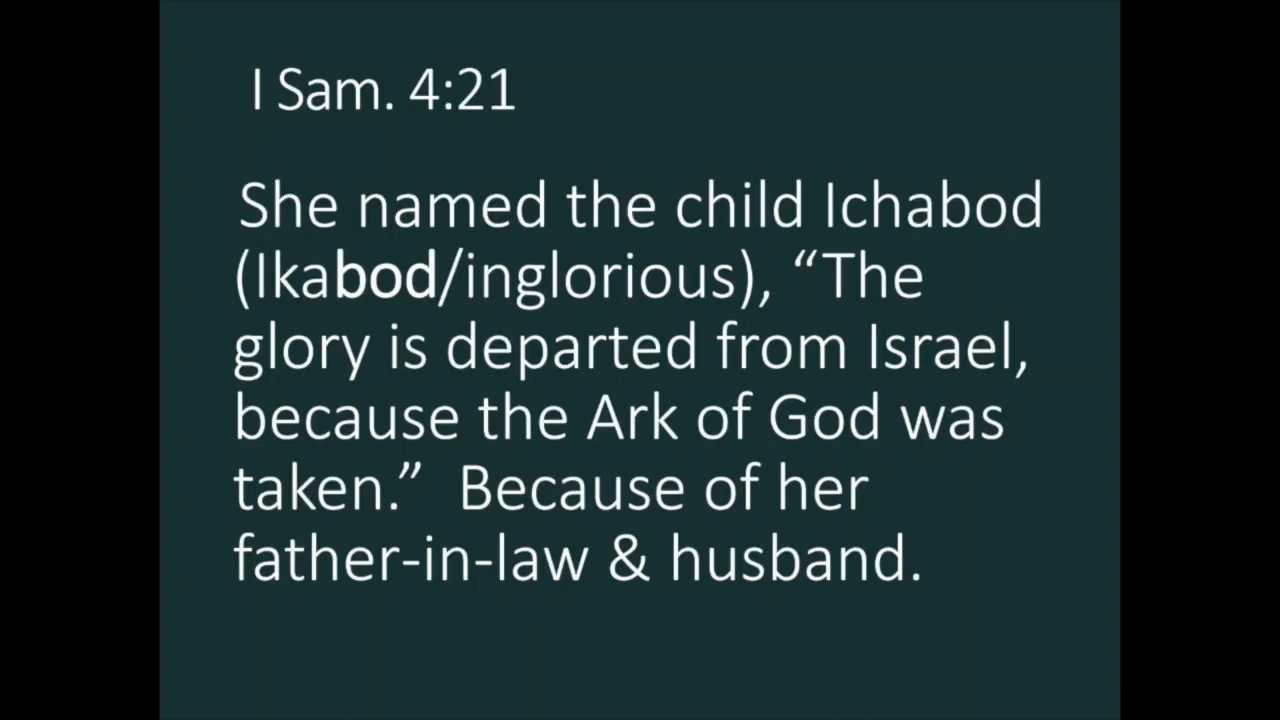 I Sam. 4:21
She named the child Ichabod
(Ikabod/inglorious), “The
glory is departed from Israel,
because the Ark of God was
taken.”  Because of her
father-in-law & husband.